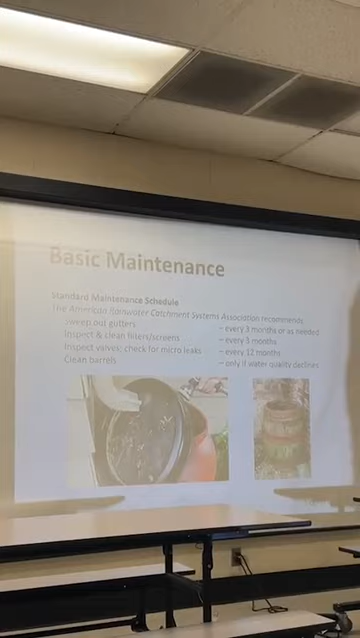 Basic Maintenance
Standard Maintenance Schedule
The American Rainwater Catchment Systems Association recommends
Sweep out gutters – every 3 months or as needed
Inspect & clean filters/screens – every 3 months
Inspect valves; check for micro leaks – every 12 months
Clean barrels – only if water quality declines